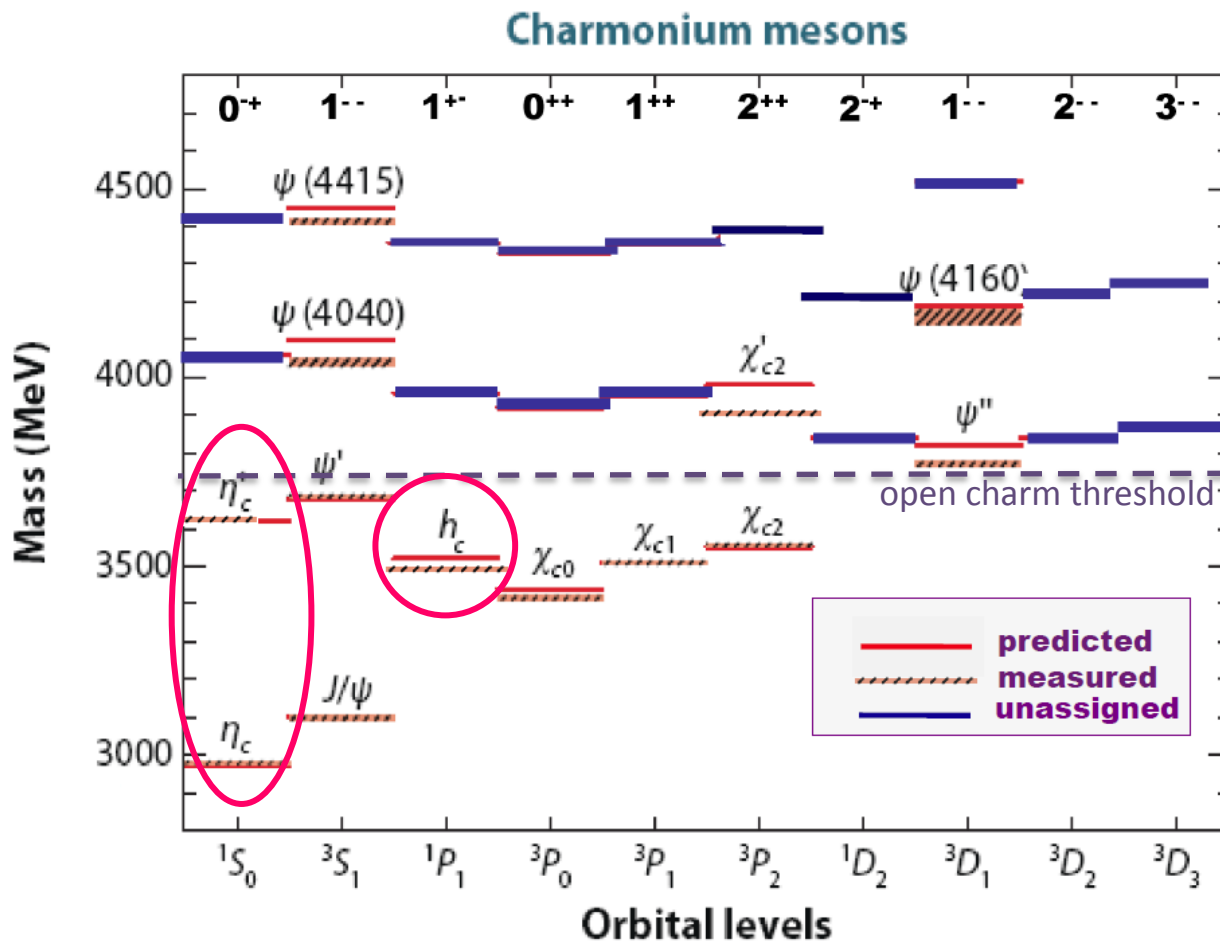 Charmonium mesons
0⁻⁺ 1⁻⁻ 1⁺⁻ 0⁺⁺ 1⁺⁺ 2⁺⁺ 2⁻⁺ 1⁻⁻ 2⁻⁻ 3⁻⁻
4500
ψ (4415)
ψ (4160)
ψ (4040)
4000
χ'c2
ψ"
Mass (MeV)
η'c
ψ'
open charm threshold
hc
χc0
χc1
χc2
3500
predicted
measured
unassigned
J/ψ
ηc
3000
¹S₀ ³S₁ ¹P₁ ³P₀ ³P₁ ³P₂ ¹D₂ ³D₁ ³D₂ ³D₃
Orbital levels